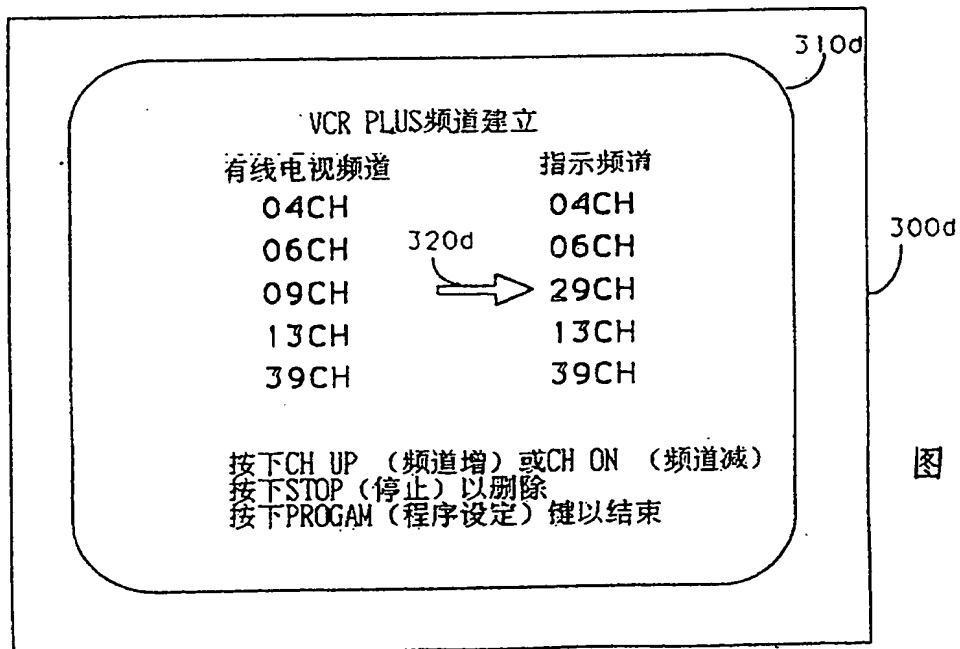 310d
VCR PLUS频道建立
有线电视频道 指示频道
04CH 04CH
06CH 320d 06CH 300d
09CH 29CH
13CH 13CH
39CH 39CH
按下CH UP （频道增）或CH ON （频道减）
按下STOP（停止）以删除
按下PROGAM（程序设定）键以结束
图